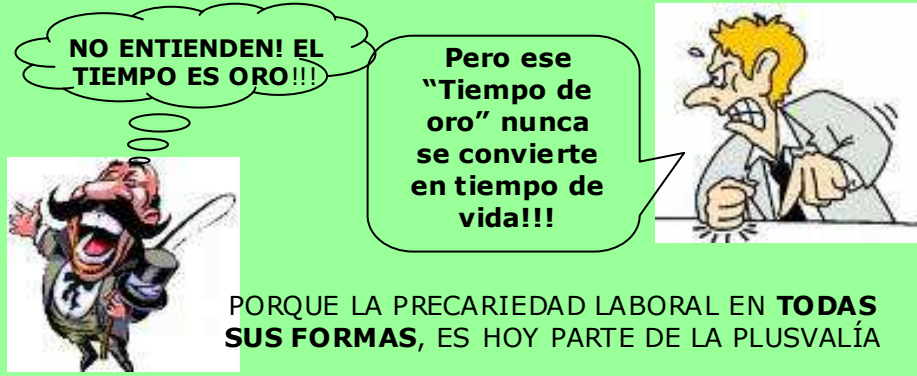 NO ENTIENDEN! EL
TIEMPO ES ORO!!!
Pero ese
“Tiempo de
oro” nunca
se convierte
en tiempo de
vida!!!
PORQUE LA PRECARIEDAD LABORAL EN TODAS
SUS FORMAS, ES HOY PARTE DE LA PLUSVALÍA